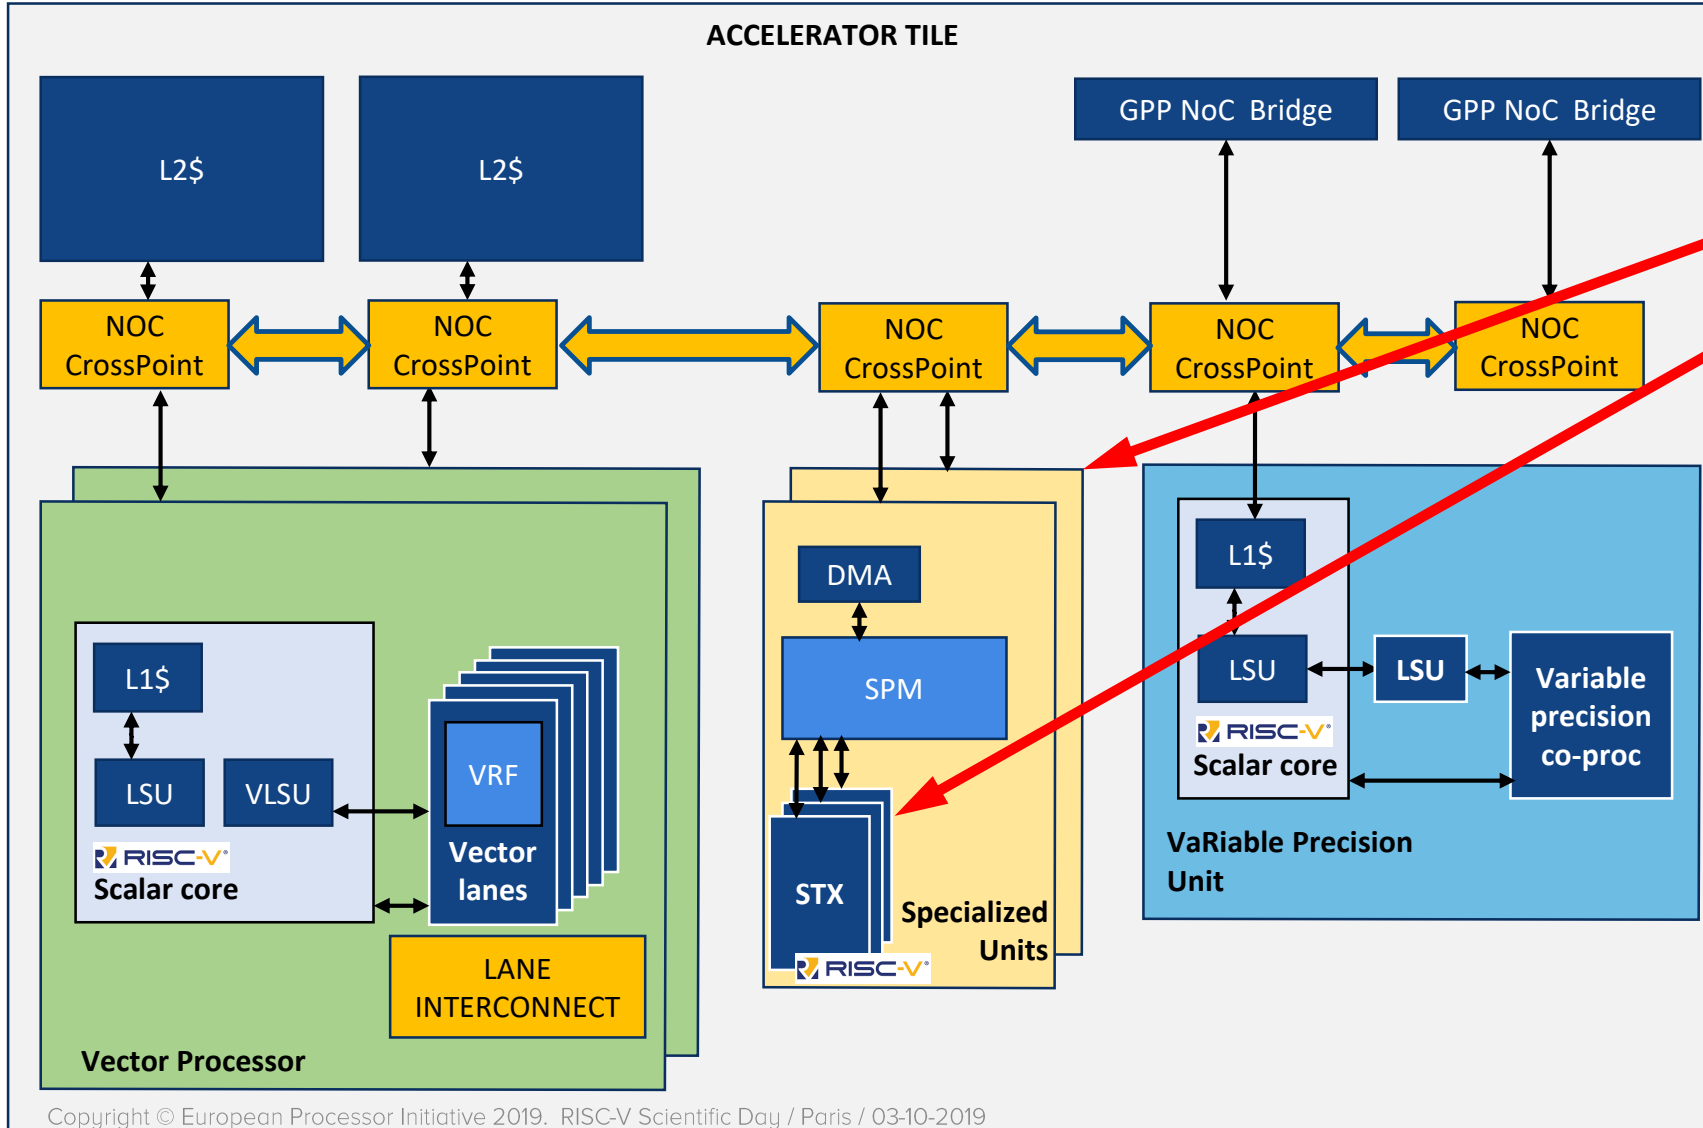 ACCELERATOR TILE
L2$
L2$
GPP NoC Bridge
GPP NoC Bridge
NOC
CrossPoint
NOC
CrossPoint
NOC
CrossPoint
NOC
CrossPoint
NOC
CrossPoint
L1$
LSU
VLSU
RISC-V®
Scalar core
VRF
Vector
lanes
LANE
INTERCONNECT
Vector Processor
DMA
SPM
STX
RISC-V®
Specialized
Units
L1$
LSU
RISC-V®
Scalar core
LSU
Variable
precision
co-proc
VaRiable Precision
Unit
Copyright © European Processor Initiative 2019. RISC-V Scientific Day / Paris / 03-10-2019